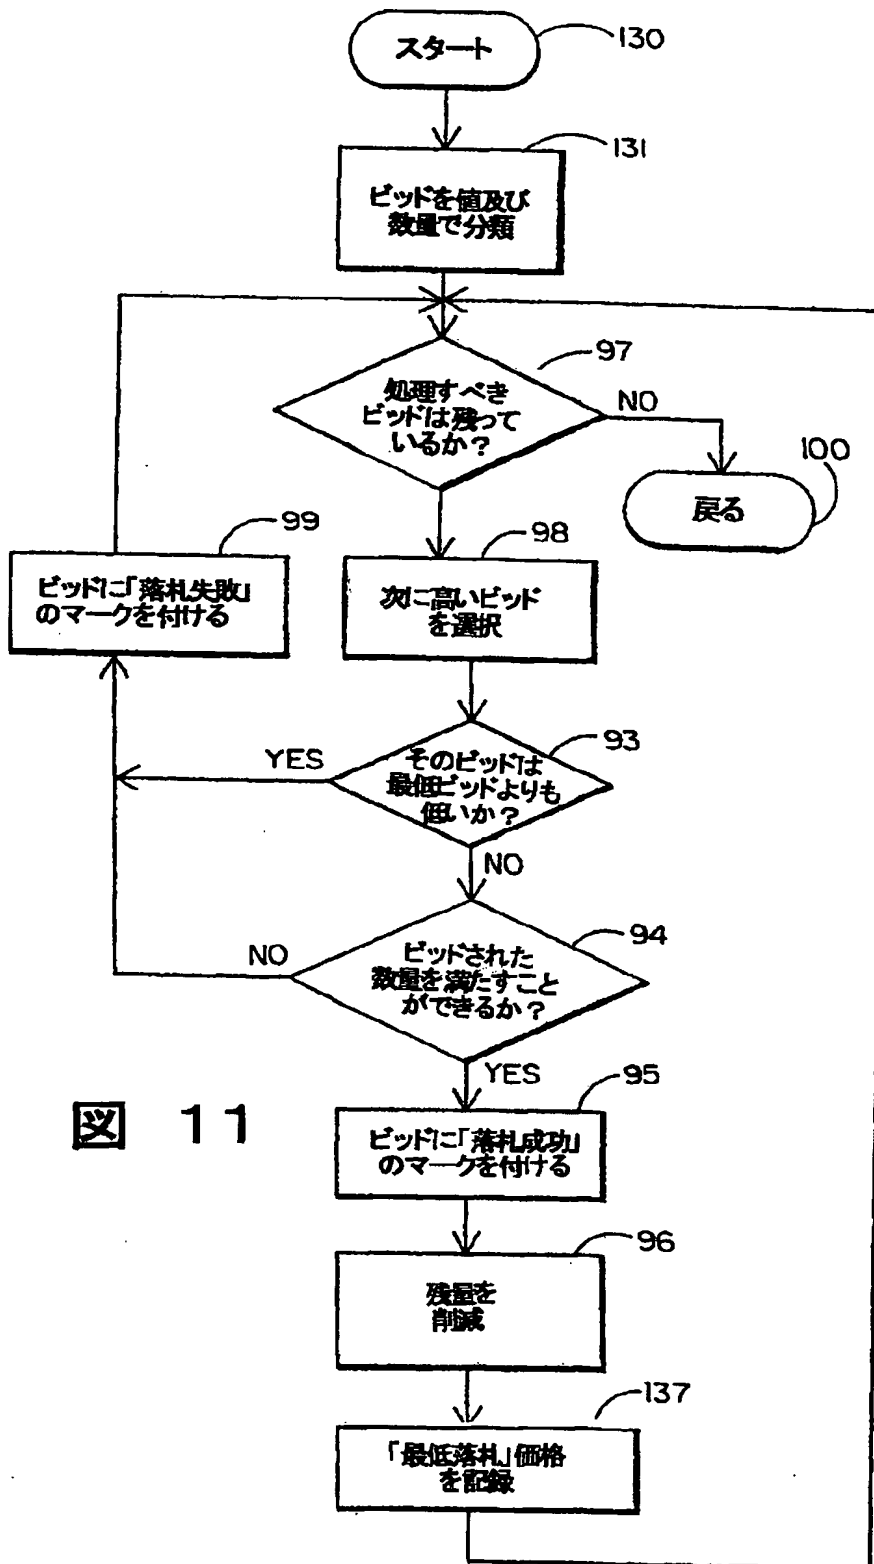 スタート
130
131
ビッドを値及び
数量で分類
97
処理すべき
ビッドは残って
いるか？
NO
100
戻る
99
ビッドに「落札失敗」
のマークを付ける
98
次に高いビッド
を選択
93
YES
そのビッドは
最低ビッドよりも
低いか？
NO
94
NO
ビッドされた
数量を満たすこと
ができるか？
YES
95
図 11
ビッドに「落札成功」
のマークを付ける
96
残量を
削減
137
「最低落札」価格
を記録